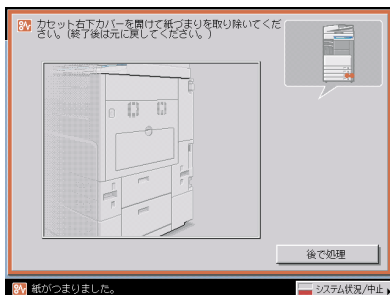 カセット右下カバーを開けて紙づまりを取り除いてくだ
さい。(終了後は元に戻してください。)
後で処理
紙がつまりました。
システム状況/中止